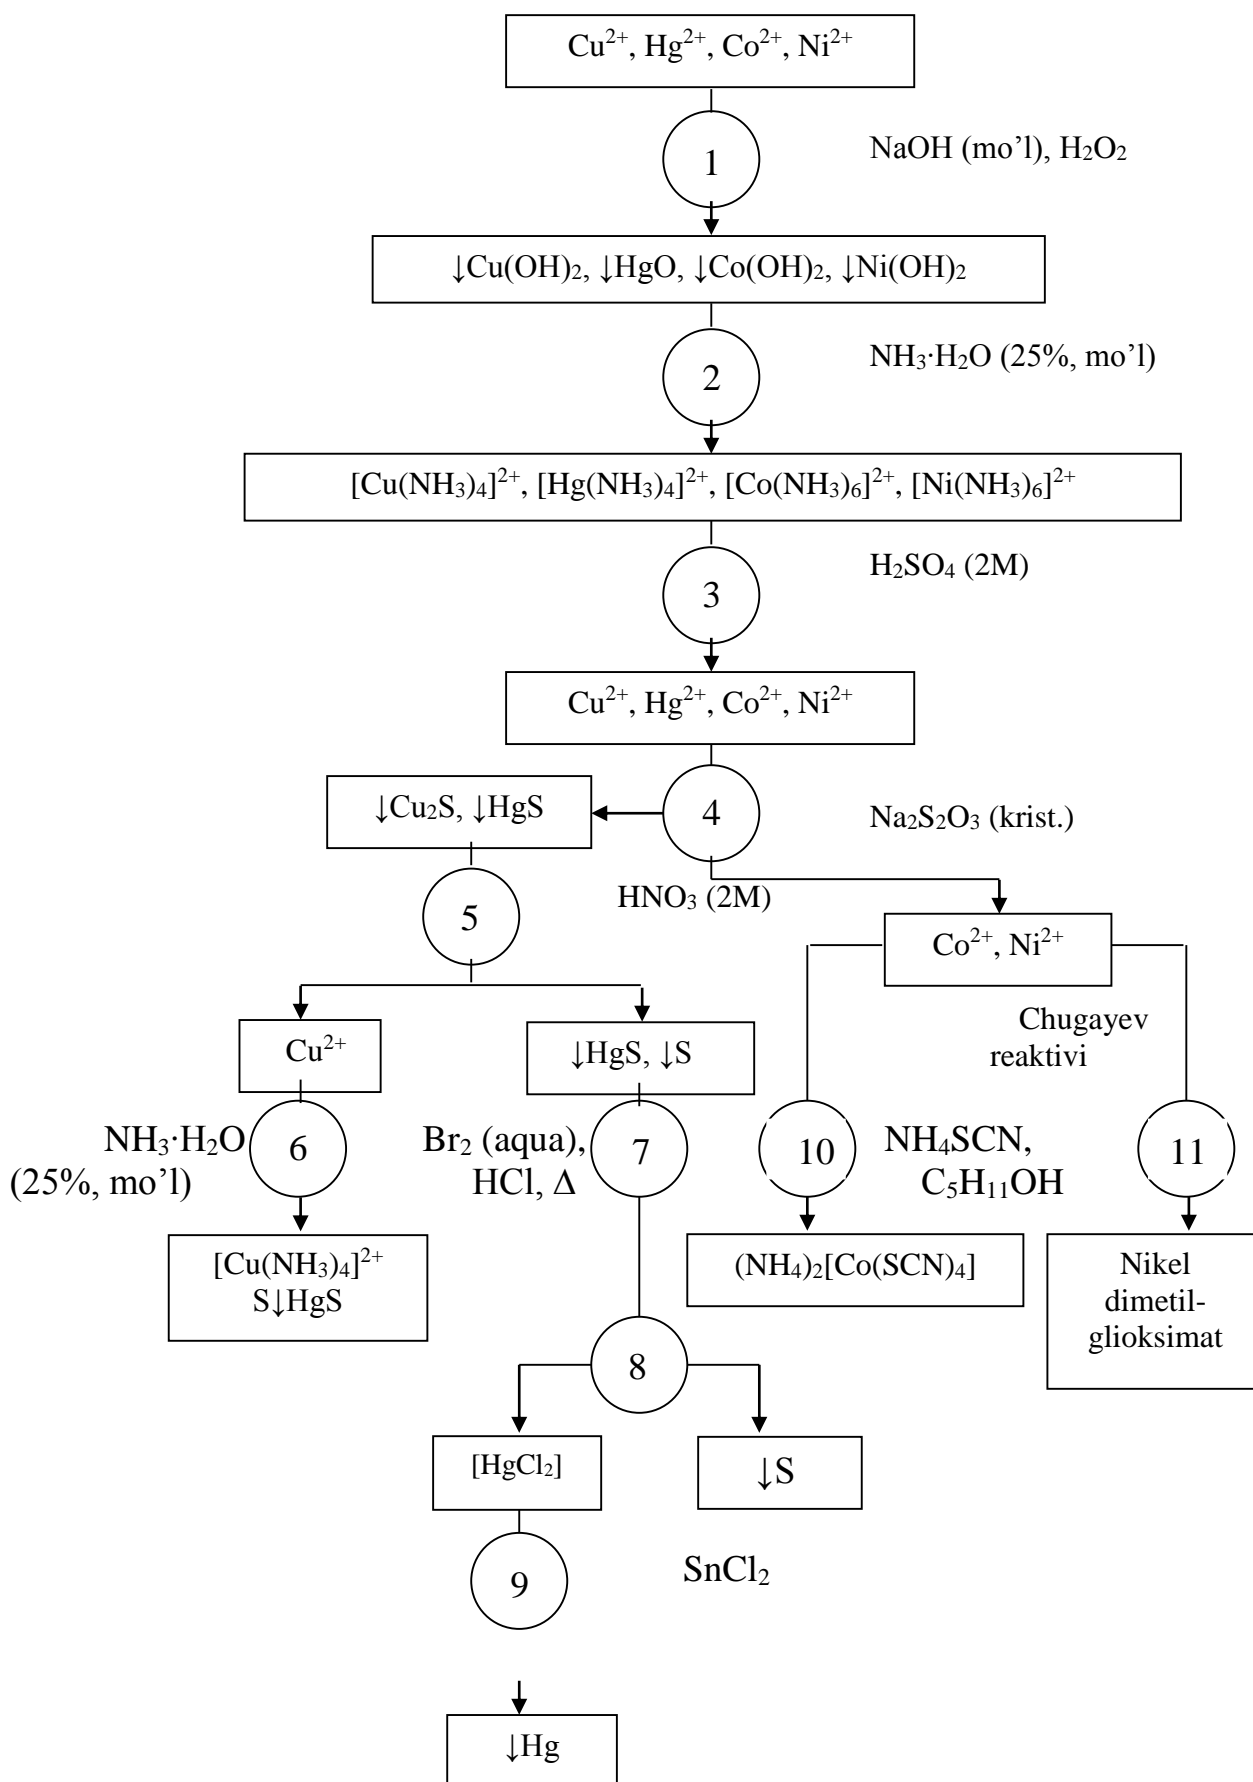 Cu²⁺, Hg²⁺, Co²⁺, Ni²⁺
1
NaOH (mo’l), H₂O₂
↓Cu(OH)₂, ↓HgO, ↓Co(OH)₂, ↓Ni(OH)₂
2
NH₃·H₂O (25%, mo’l)
[Cu(NH₃)₄]²⁺, [Hg(NH₃)₄]²⁺, [Co(NH₃)₆]²⁺, [Ni(NH₃)₆]²⁺
3
H₂SO₄ (2M)
Cu²⁺, Hg²⁺, Co²⁺, Ni²⁺
↓Cu₂S, ↓HgS
4
Na₂S₂O₃ (krist.)
5
HNO₃ (2M)
Co²⁺, Ni²⁺
Cu²⁺
↓HgS, ↓S
Chugayev
reaktivi
NH₃·H₂O
(25%, mo’l)
6
Br₂ (aqua),
HCl, Δ
7
10
NH₄SCN,
C₅H₁₁OH
11
[Cu(NH₃)₄]²⁺
S↓HgS
(NH₄)₂[Co(SCN)₄]
Nikel
dimetil-
glioksimat
8
[HgCl₂]
↓S
9
SnCl₂
↓Hg